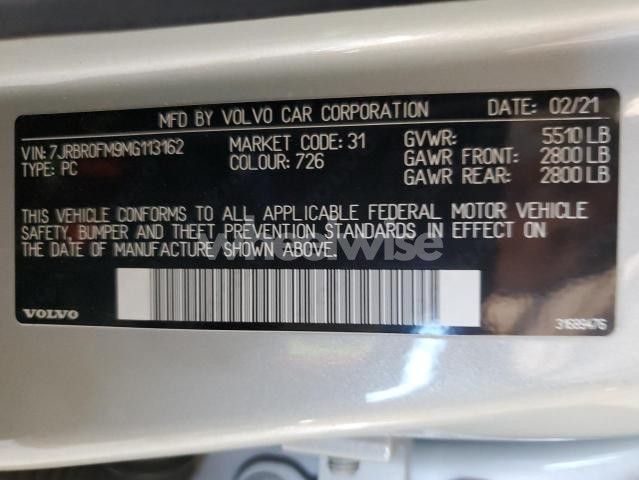 MFD BY VOLVO CAR CORPORATION DATE: 02/21
VIN: 7JRBR0FM9MG113162 MARKET CODE: 31 GVWR: 5510 LB
TYPE: PC COLOUR: 726 GAWR FRONT: 2800 LB
GAWR REAR: 2800 LB
THIS VEHICLE CONFORMS TO ALL APPLICABLE FEDERAL MOTOR VEHICLE
SAFETY, BUMPER AND THEFT PREVENTION STANDARDS IN EFFECT ON
THE DATE OF MANUFACTURE SHOWN ABOVE.
VOLVO 31689476